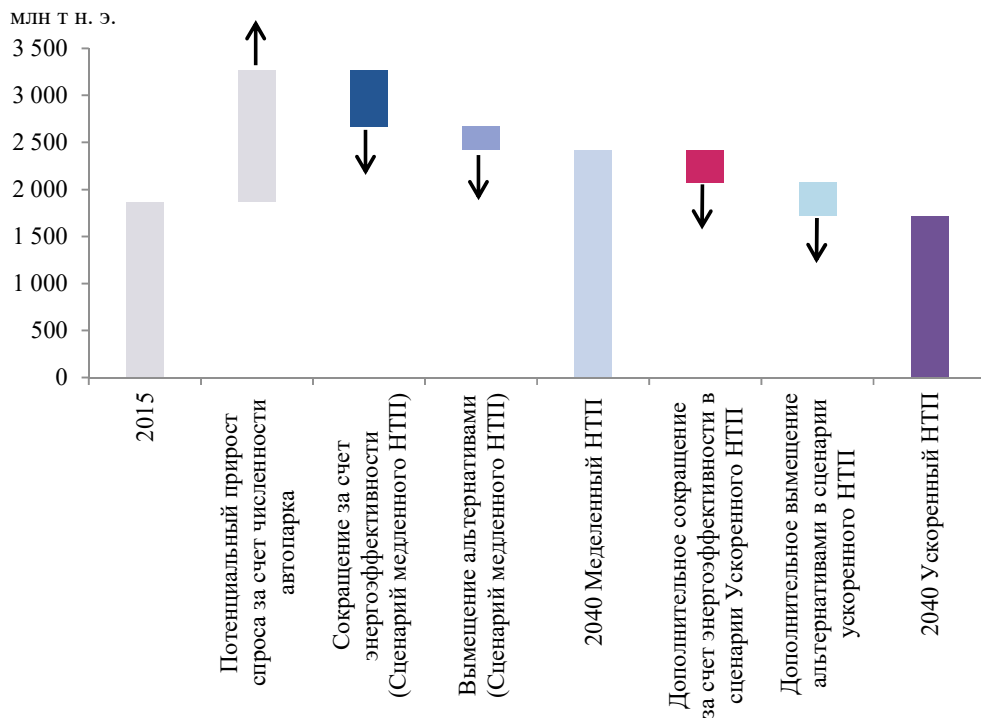 млн т н. э.
3 500
3 000
2 500
2 000
1 500
1 000
500
0
2015
Потенциальный прирост
спроса за счет численности
автопарка
Сокращение за счет
энергоэффективности
(Сценарий медленного НТП)
Вымещение альтернативами
(Сценарий медленного НТП)
2040 Меделенный НТП
Дополнительное сокращение
за счет энергоэффективности в
сценарии Ускоренного НТП
Дополнительное вымещение
альтернативами в сценарии
ускоренного НТП
2040 Ускоренный НТП